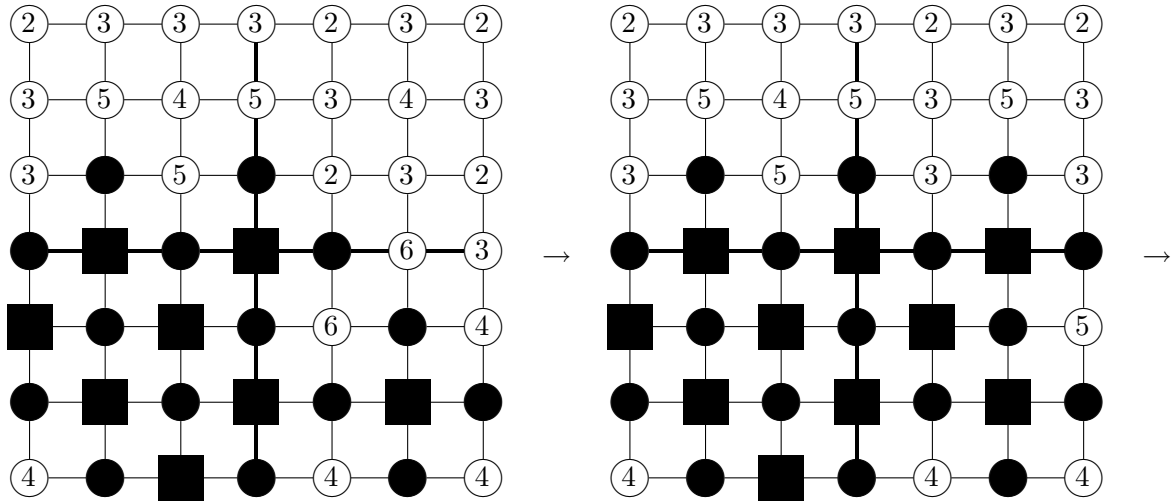 2 3 3 3 2 3 2 2 3 3 3 2 3 2
3 5 4 5 3 4 3 3 5 4 5 3 5 3
3 5 2 3 2 3 5 3 3
6 3 → →
6 4 5
4 4 4 4 4 4